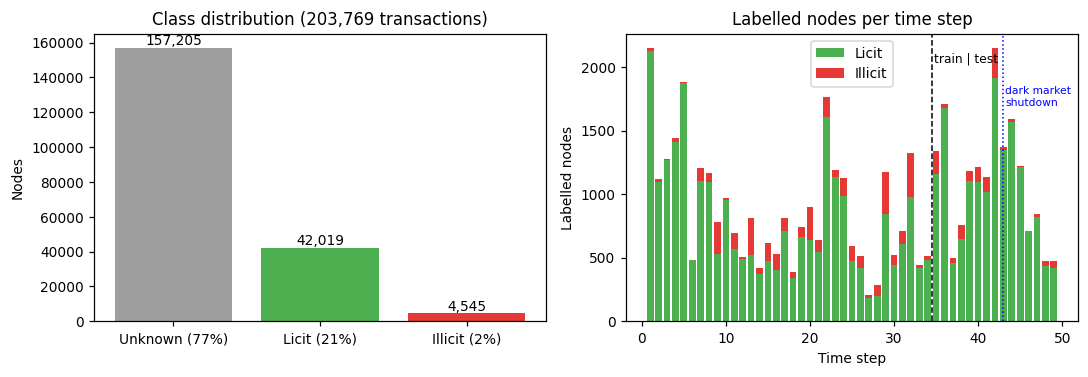 Class distribution (203,769 transactions)
Nodes
160000
140000
120000
100000
80000
60000
40000
20000
0
157,205
42,019
4,545
Unknown (77%)
Licit (21%)
Illicit (2%)
Labelled nodes per time step
Labelled nodes
2000
1500
1000
500
0
Licit
Illicit
train | test
dark market
shutdown
0
10
20
30
40
50
Time step